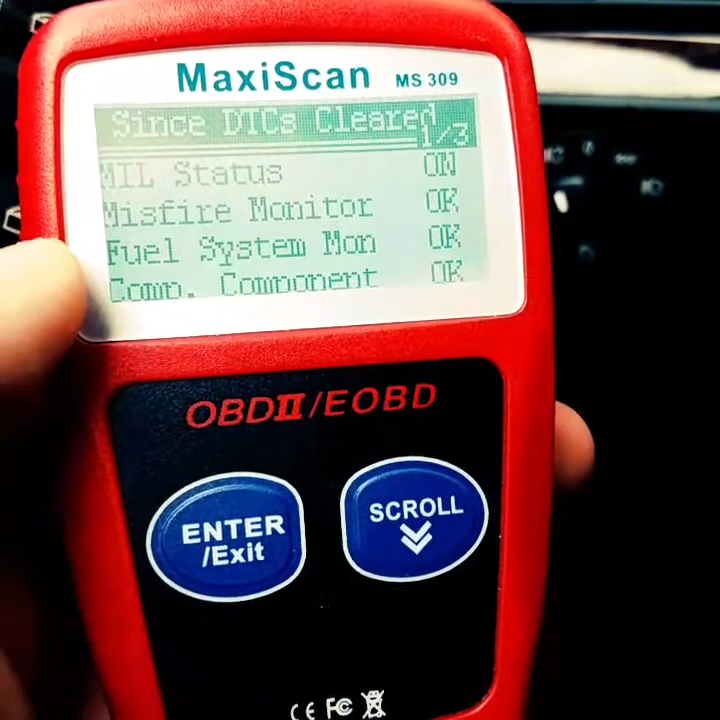 MaxiScan MS 309
Since DTCs Cleared
1/3
MIL Status ON
Misfire Monitor OK
Fuel System Mon OK
Comp. Component OK
OBDII/EOBD
ENTER
/Exit
SCROLL
CE FC